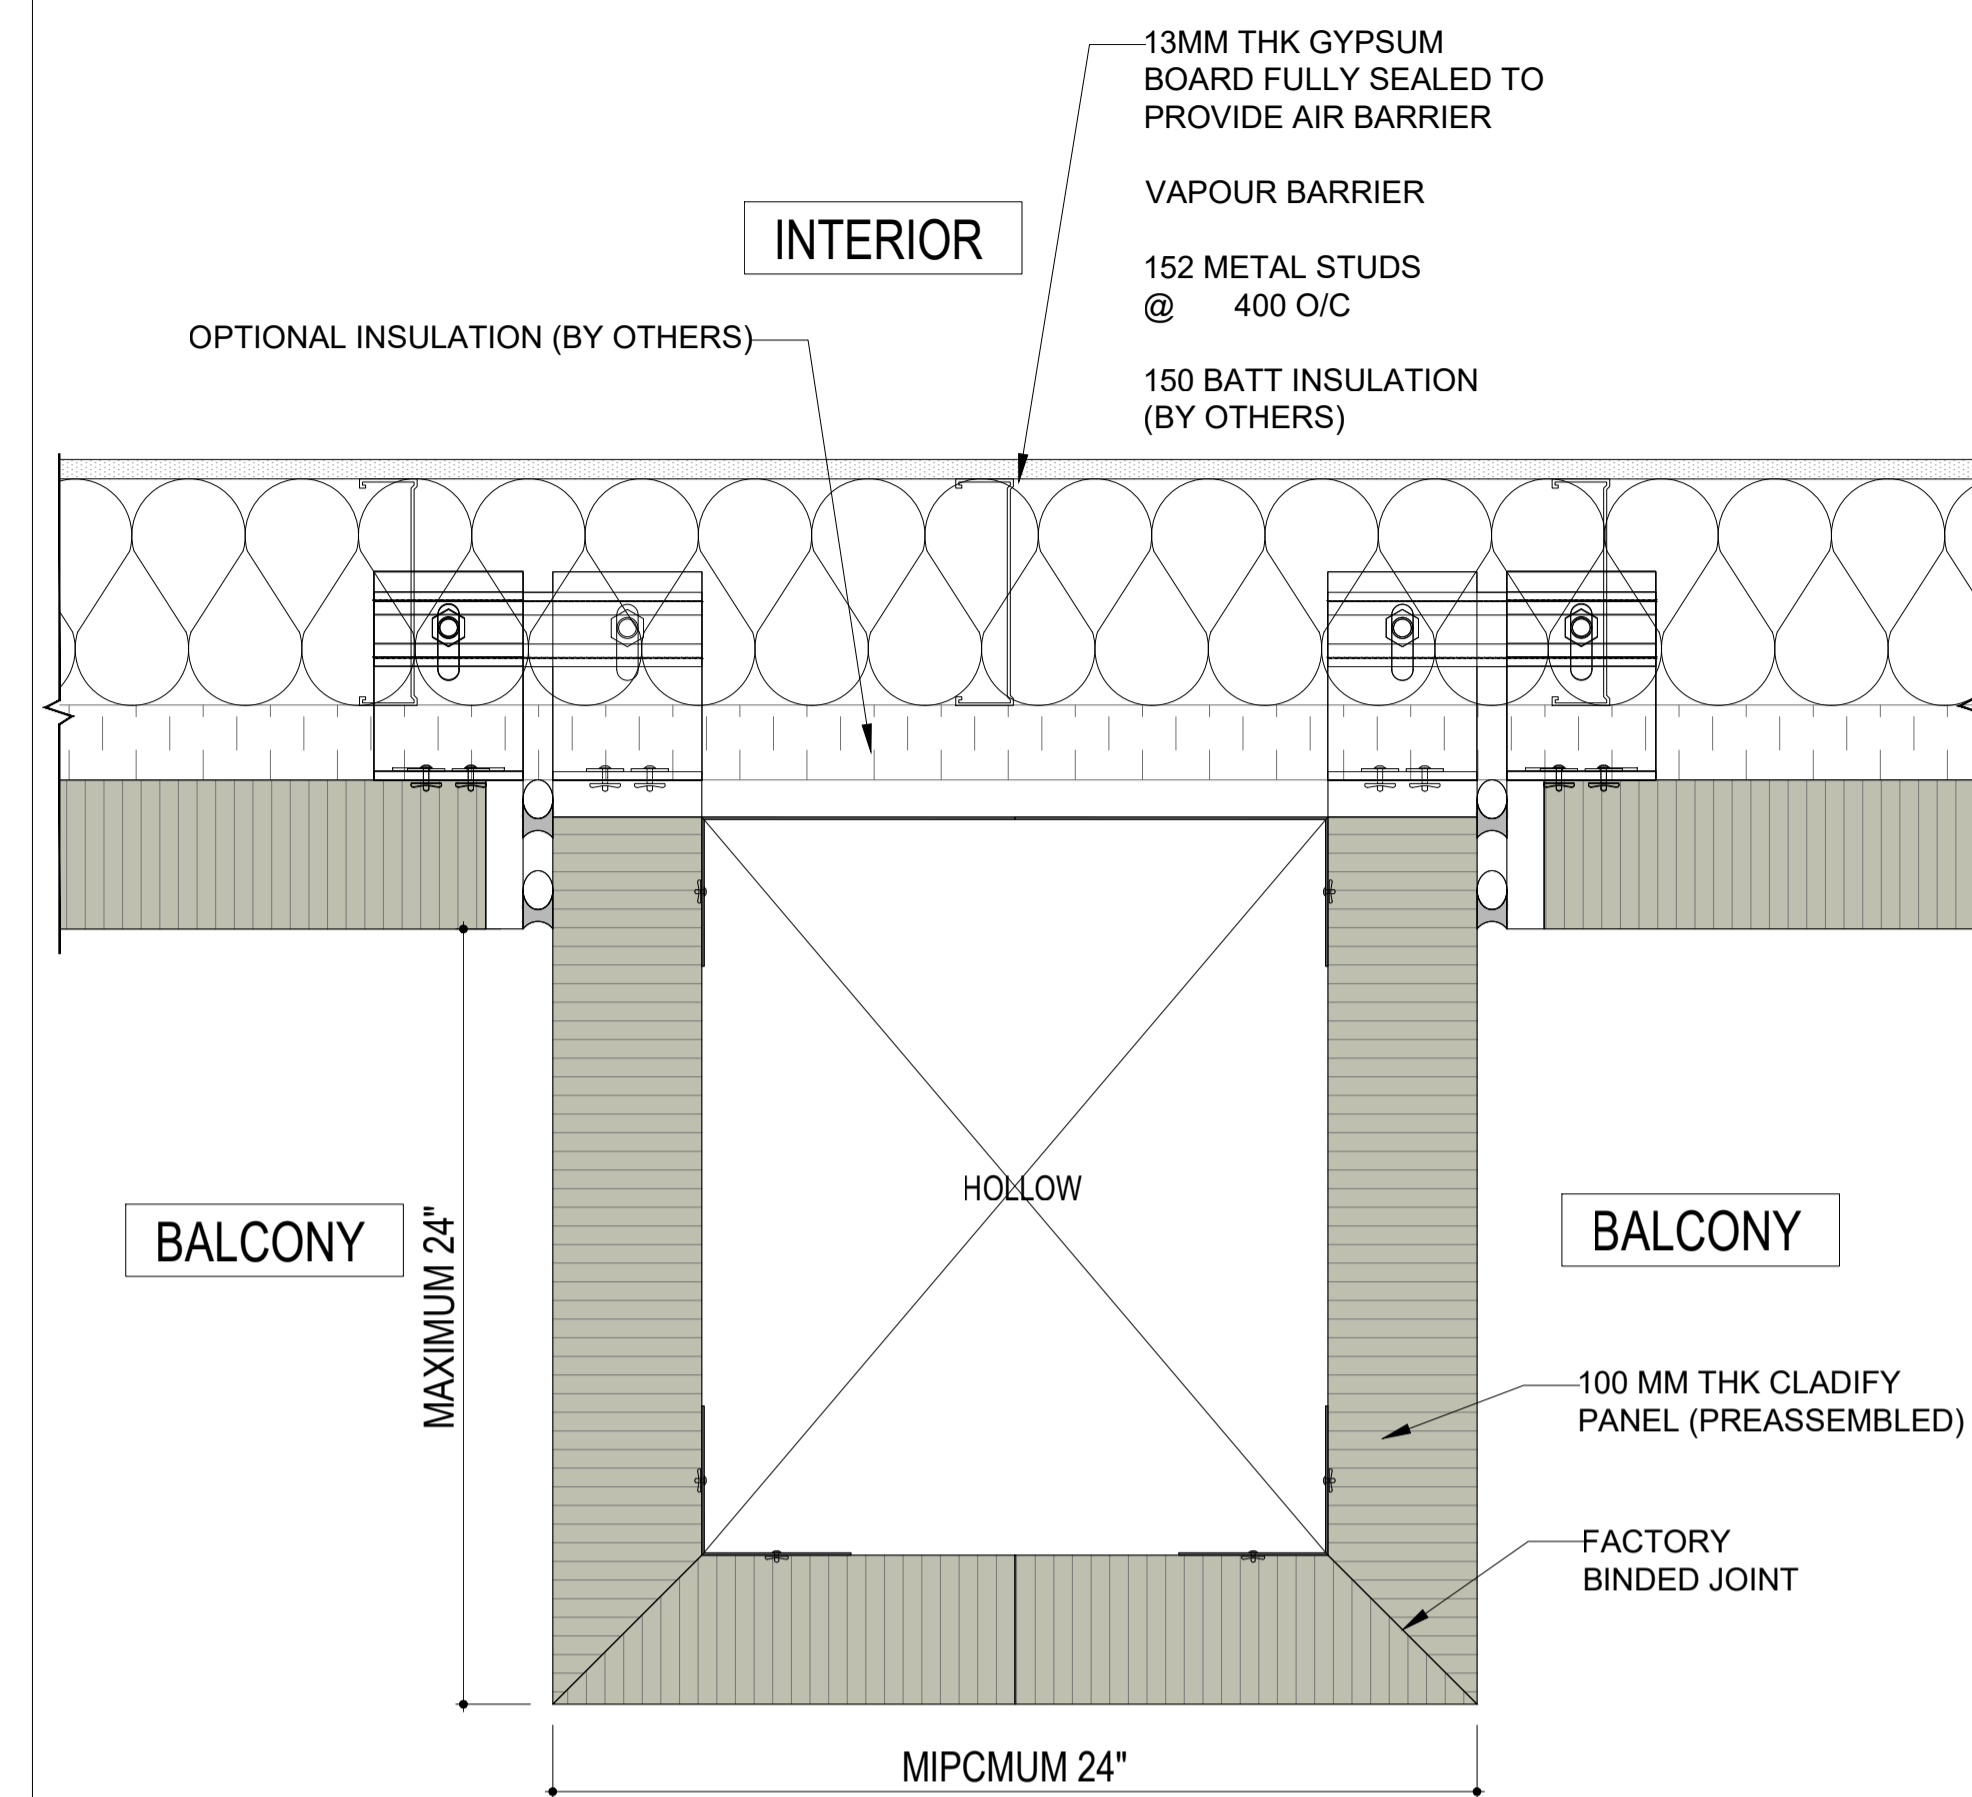 13MM THK GYPSUM
BOARD FULLY SEALED TO
PROVIDE AIR BARRIER
VAPOUR BARRIER
152 METAL STUDS
@ 400 O/C
150 BATT INSULATION
(BY OTHERS)
INTERIOR
OPTIONAL INSULATION (BY OTHERS)
HOLLOW
BALCONY
MAXIMUM 24"
BALCONY
100 MM THK CLADIFY
PANEL (PREASSEMBLED)
FACTORY
BINDED JOINT
MIPCMUM 24"